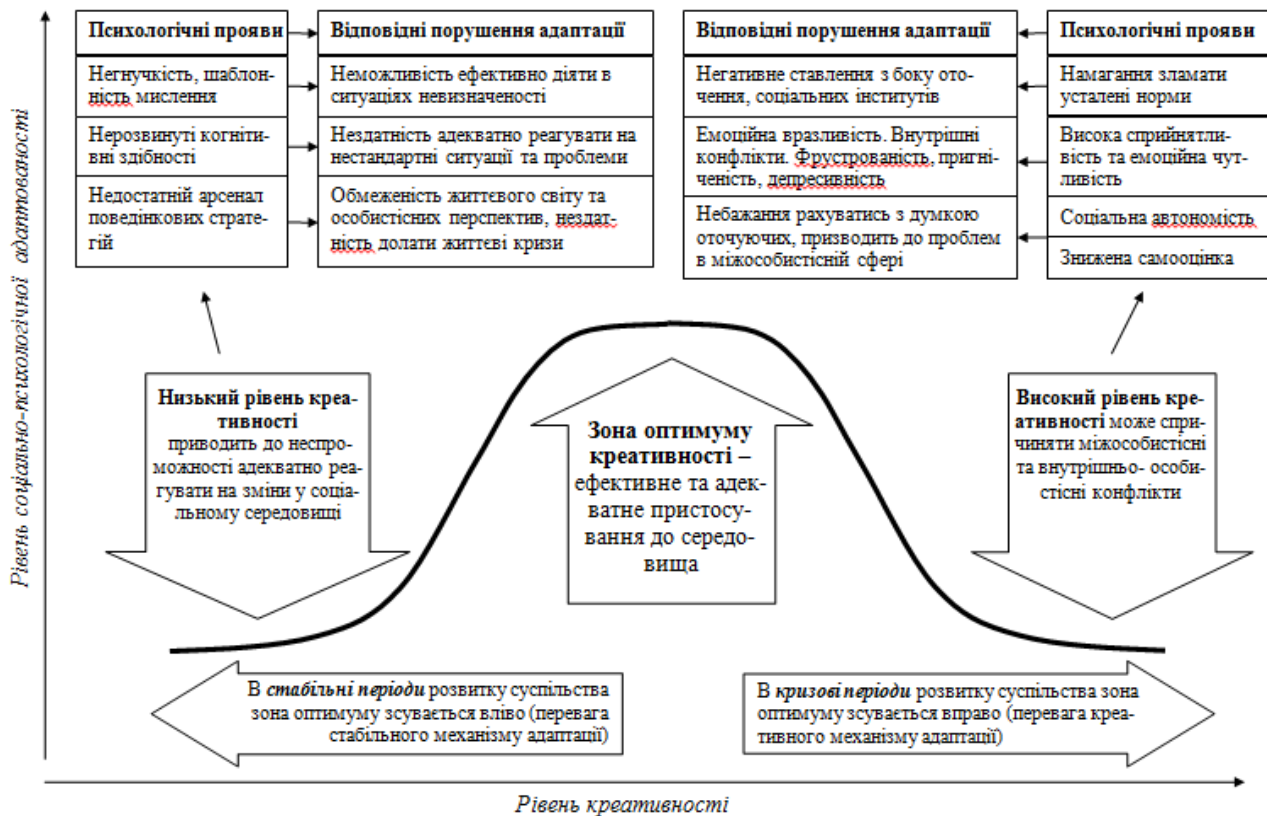 Психологічні прояви
Відповідні порушення адаптації
Негнучкість, шаблон-
ність мислення
Неможливість ефективно діяти в
ситуаціях невизначеності
Нерозвинуті когніти-
вні здібності
Нездатність адекватно реагувати на
нестандартні ситуації та проблеми
Недостатній арсенал
поведінкових страте-
гій
Обмеженість життєвого світу та
особистісних перспектив, нездат-
ність долати життєві кризи
Відповідні порушення адаптації
Психологічні прояви
Негативне ставлення з боку ото-
чення, соціальних інститутів
Намагання зламати
усталені норми
Емоційна вразливість. Внутрішні
конфлікти. Фрустрованість, пригні-
ченість, депресивність
Висока сприйнятли-
вість та емоційна чут-
ливість
Небажання рахуватись з думкою
оточуючих, призводить до проблем
в міжособистісній сфері
Соціальна автономість
Знижена самооцінка
Рівень соціально-психологічної адаптованості
Низький рівень креа-
тивності
приводить до неспро-
можності адекватно реа-
гувати на зміни у соціа-
льному середовищі
Зона оптимуму
креативності –
ефективне та адек-
ватне пристосу-
вання до середо-
вища
Високий рівень кре-
ативності може спри-
чиняти міжособистісні
та внутрішньо- особи-
стісні конфлікти
В стабільні періоди розвитку суспільства
зона оптимуму зсувається вліво (перевага
стабільного механізму адаптації)
В кризові періоди розвитку суспільства зона
оптимуму зсувається вправо (перевага креа-
тивного механізму адаптації)
Рівень креативності